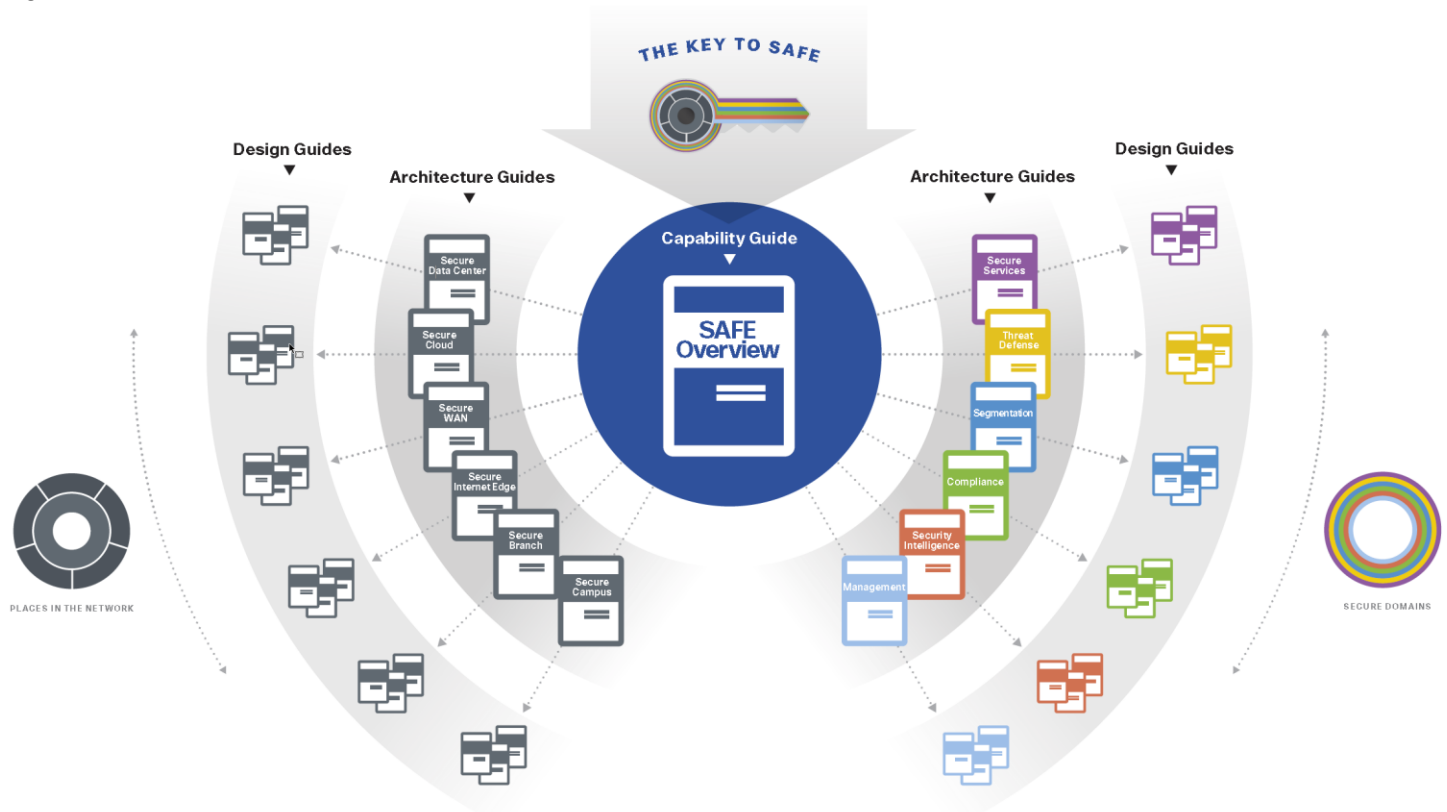 THE KEY TO SAFE
Design Guides
Architecture Guides
Capability Guide
SAFE
Overview
Architecture Guides
Design Guides
Secure
Data Center
Secure
Cloud
Secure
WAN
Secure
Internet Edge
Secure
Branch
Secure
Campus
Secure
Services
Threat
Defense
Segmentation
Compliance
Security
Intelligence
Management
PLACES IN THE NETWORK
SECURE DOMAINS